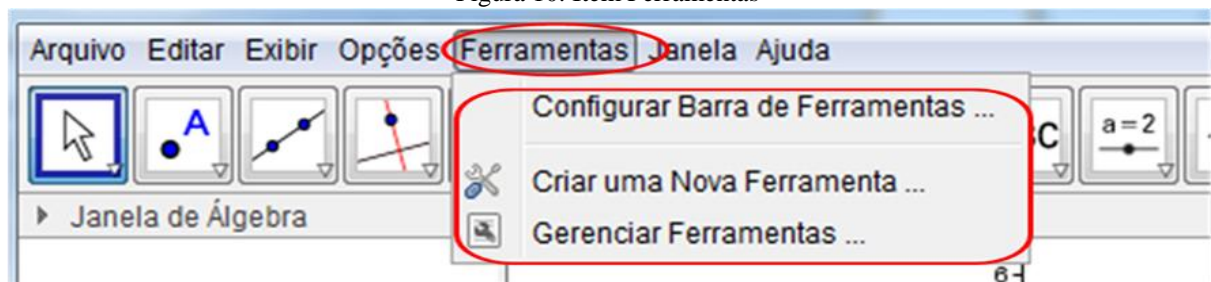 Arquivo Editar Exibir Opções Ferramentas Janela Ajuda
Configurar Barra de Ferramentas ...
A
a=2
Criar uma Nova Ferramenta ...
Janela de Álgebra
Gerenciar Ferramentas ...